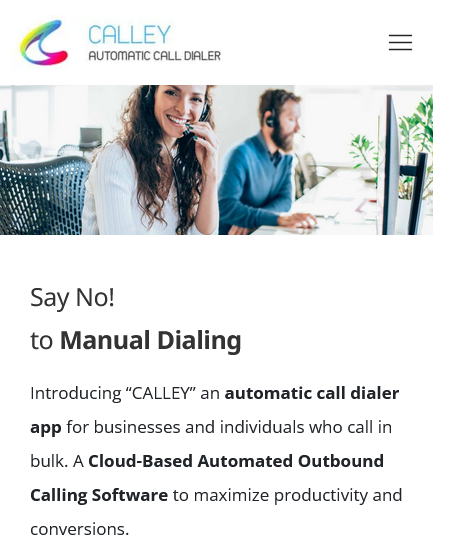 CALLEY
AUTOMATIC CALL DIALER
Say No!
to Manual Dialing
Introducing “CALLEY” an automatic call dialer
app for businesses and individuals who call in
bulk. A Cloud-Based Automated Outbound
Calling Software to maximize productivity and
conversions.